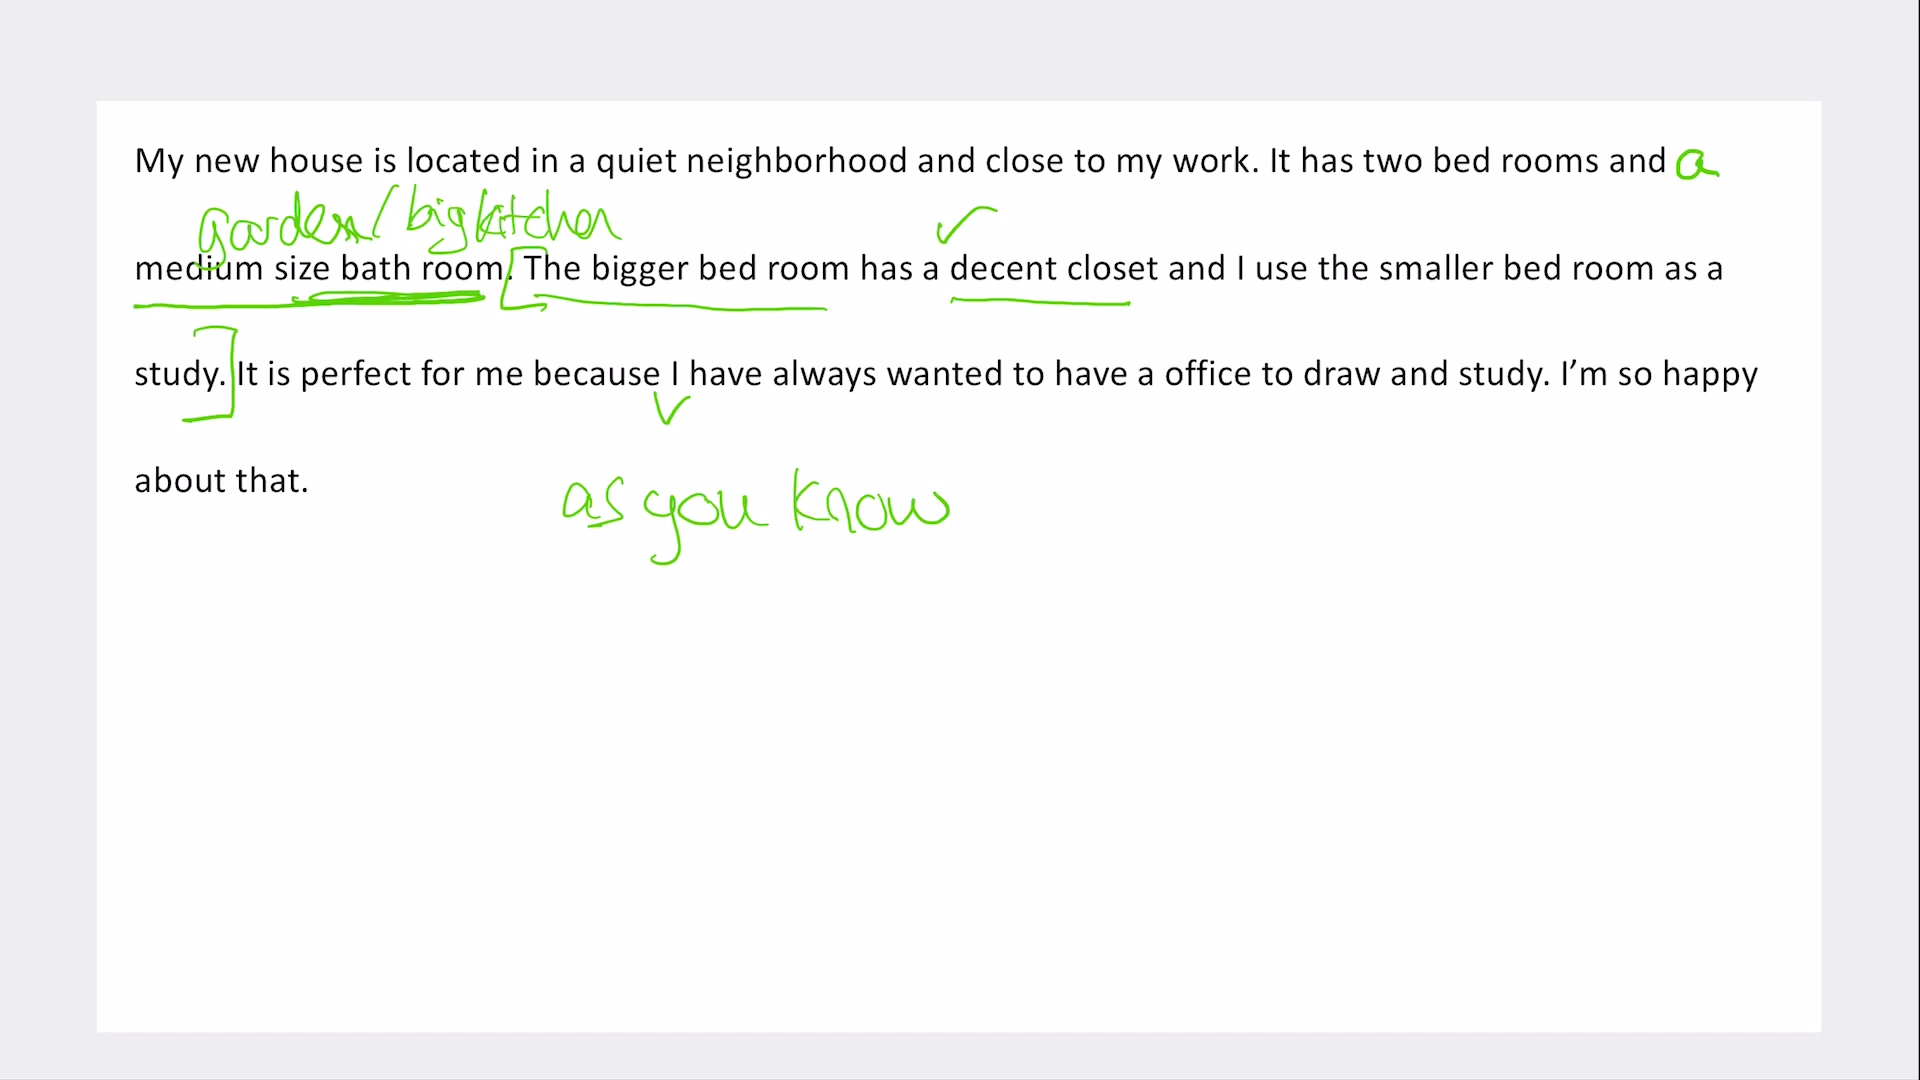 My new house is located in a quiet neighborhood and close to my work. It has two bed rooms and a
garden/big kitchen
medium size bath room. The bigger bed room has a decent closet and I use the smaller bed room as a
study. It is perfect for me because I have always wanted to have a office to draw and study. I’m so happy
about that.
as you know